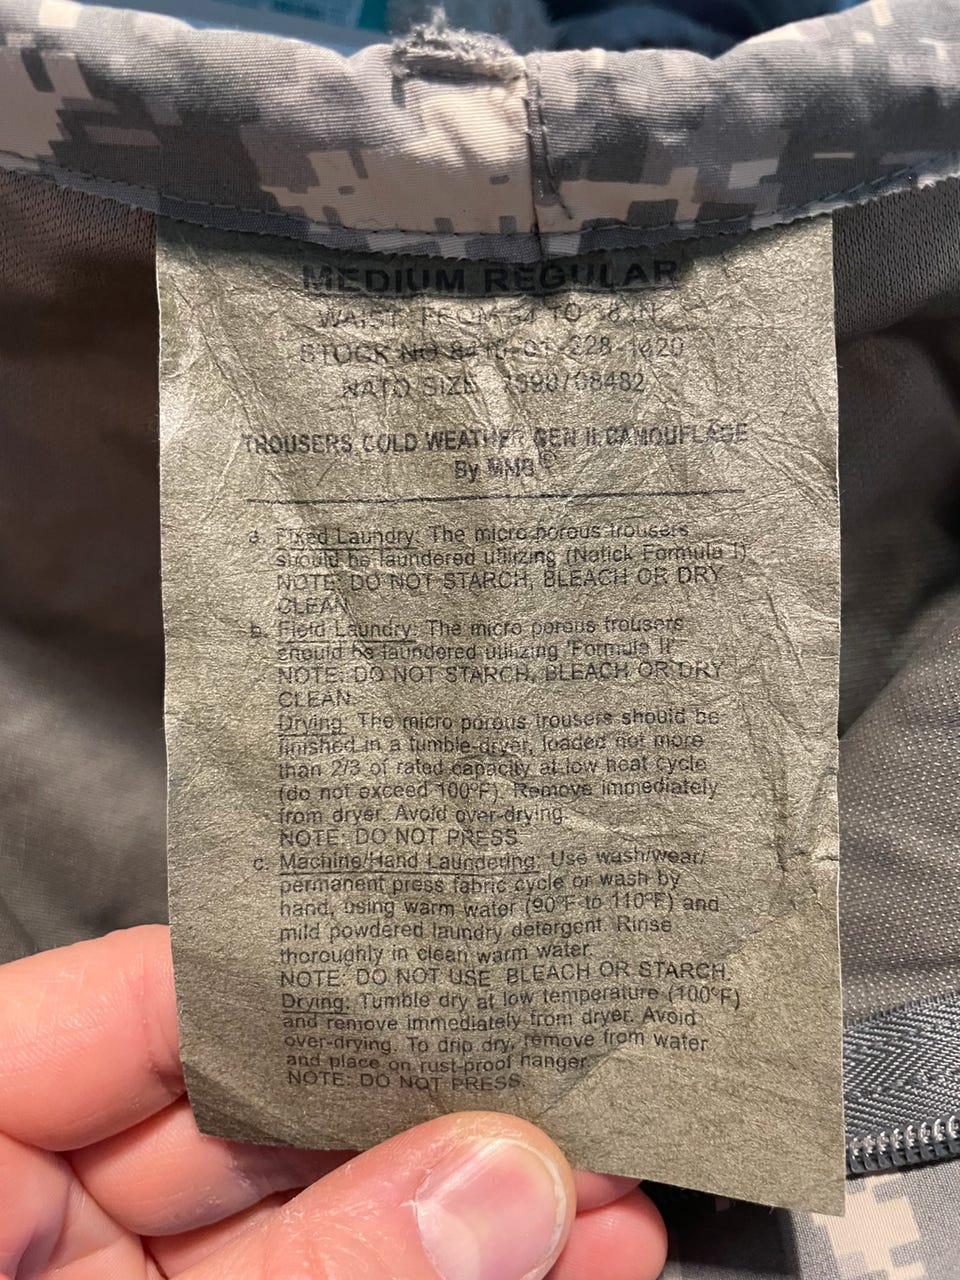 MEDIUM REGULAR
WAIST: FROM 34 TO 38 IN
STOCK NO 8415-01-228-1020
NATO SIZE
TROUSERS COLD WEATHER GEN II CAMOUFLAGE
By MMB©
a. Fixed Laundry: The micro porous trousers
should be laundered utilizing (Natick Formula I)
NOTE: DO NOT STARCH, BLEACH OR DRY
CLEAN
b. Field Laundry: The micro porous trousers
should be laundered utilizing 'Formula II'
NOTE: DO NOT STARCH, BLEACH OR DRY
CLEAN.
Drying: The micro porous trousers should be
finished in a tumble-dryer, loaded not more
than 2/3 of rated capacity at low heat cycle
(do not exceed 100°F). Remove immediately
from dryer. Avoid over-drying.
NOTE: DO NOT PRESS.
c. Machine/Hand Laundering: Use wash/wear/
permanent press fabric cycle or wash by
hand, using warm water (90°F to 110°F) and
mild powdered laundry detergent. Rinse
thoroughly in clean warm water.
NOTE: DO NOT USE BLEACH OR STARCH.
Drying: Tumble dry at low temperature (100°F)
and remove immediately from dryer. Avoid
over-drying. To drip dry, remove from water
and place on rust-proof hanger.
NOTE: DO NOT PRESS.